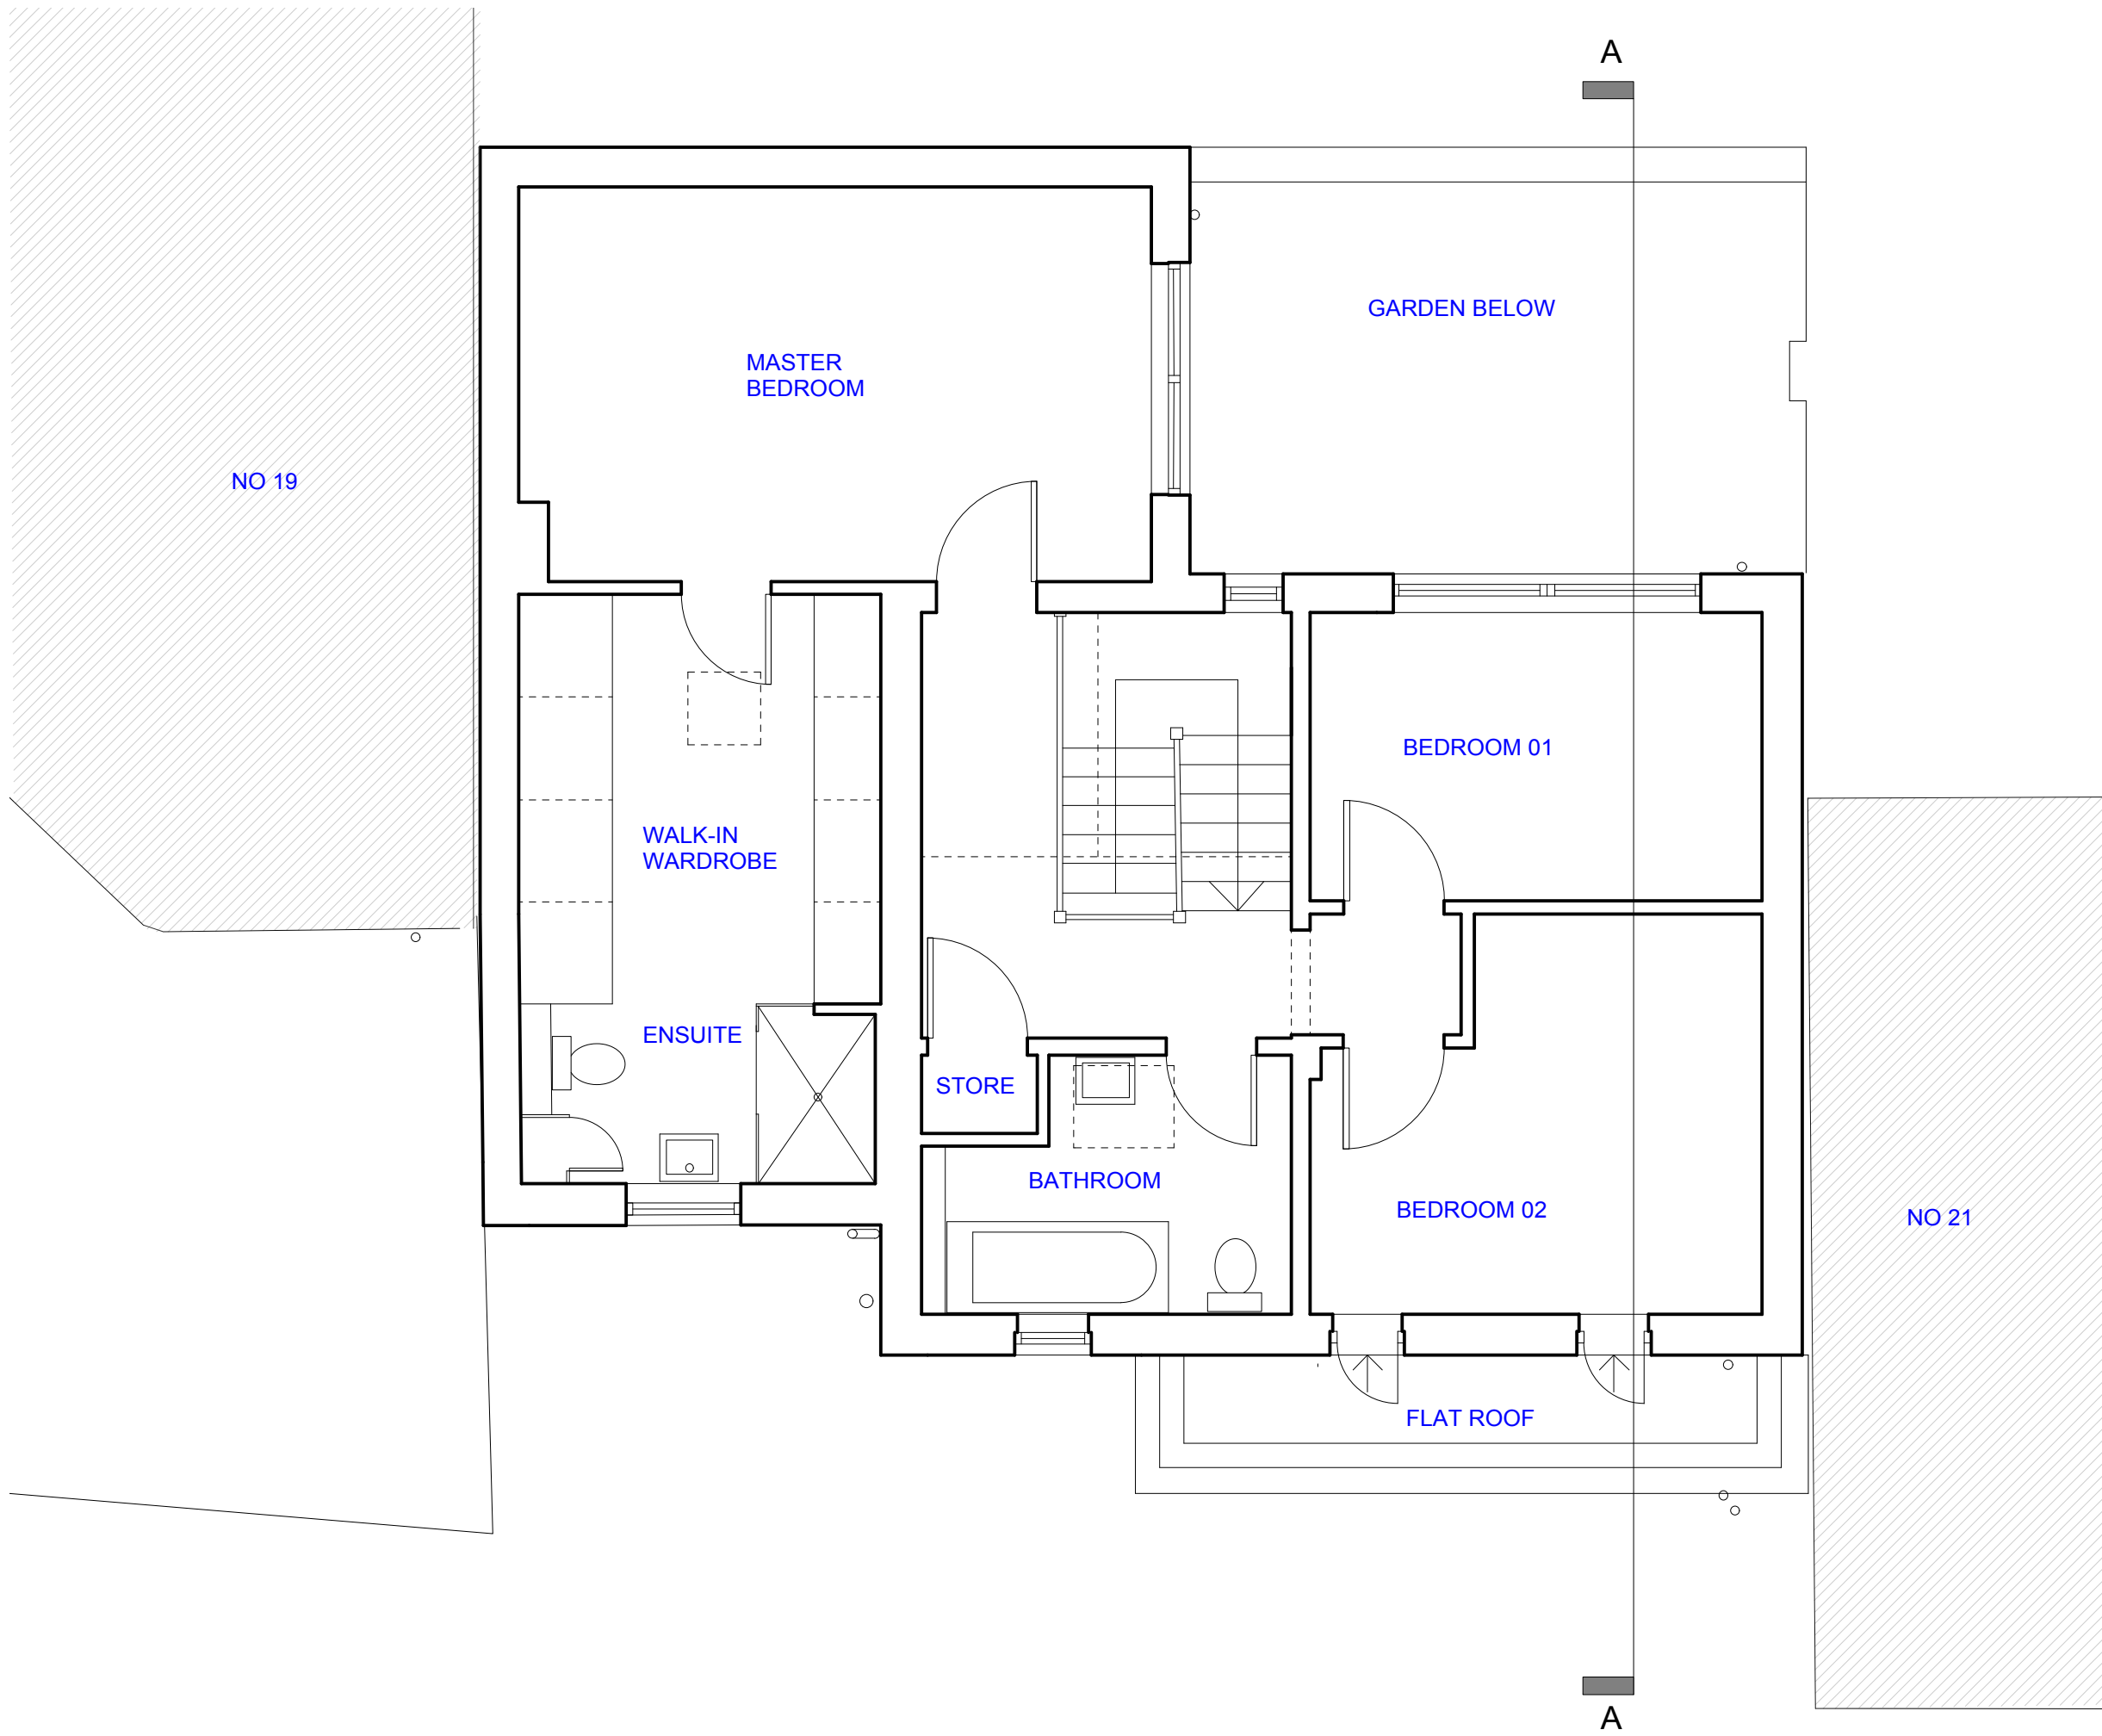 A
GARDEN BELOW
MASTER
BEDROOM
NO 19
BEDROOM 01
WALK-IN
WARDROBE
ENSUITE
STORE
BATHROOM
BEDROOM 02
NO 21
FLAT ROOF
A